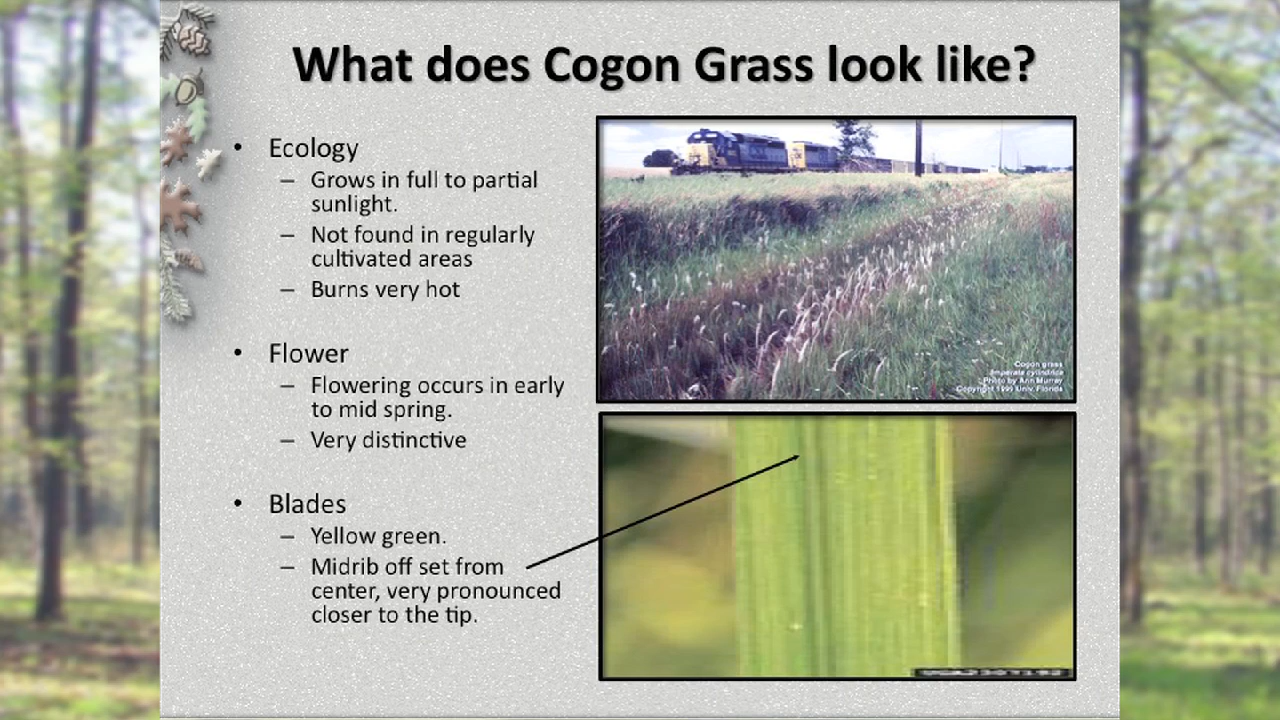 What does Cogon Grass look like?
• Ecology
– Grows in full to partial
sunlight.
– Not found in regularly
cultivated areas
– Burns very hot
• Flower
– Flowering occurs in early
to mid spring.
– Very distinctive
• Blades
– Yellow green.
– Midrib off set from
center, very pronounced
closer to the tip.
Cogon grass
Imperata cylindrica
Photo by Ann Murray
Copyright 1999 Univ. Florida